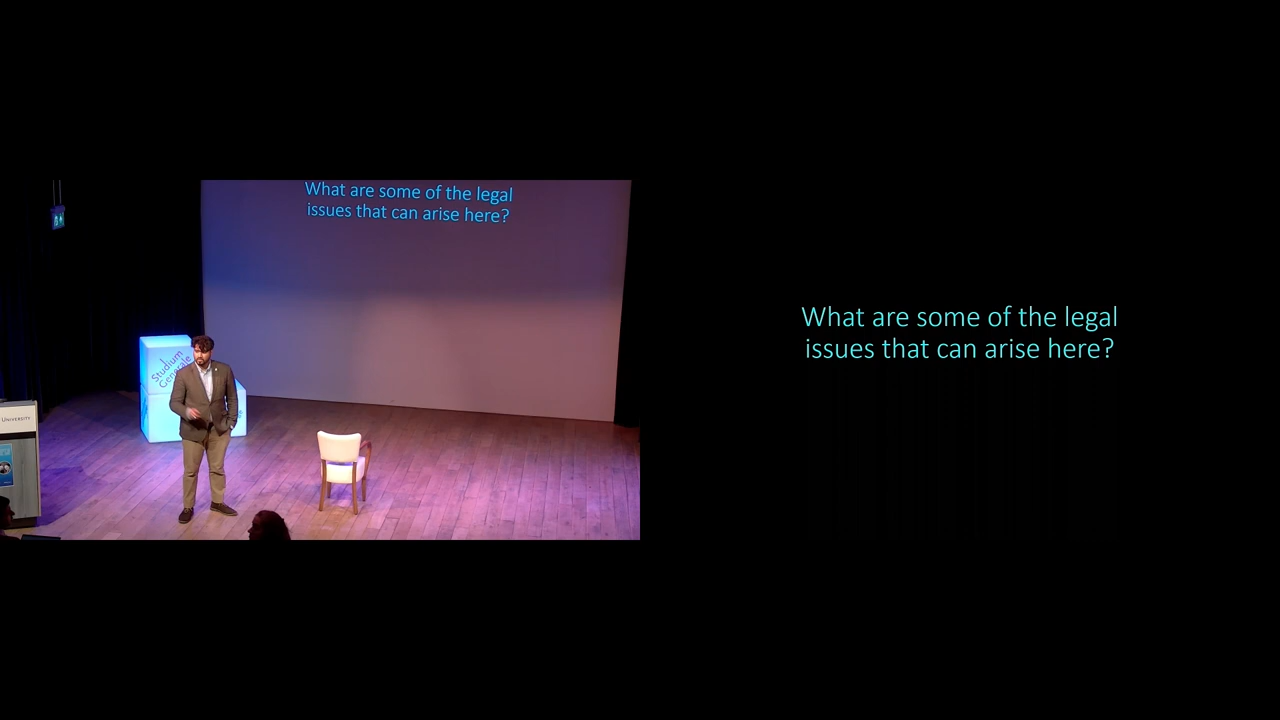 What are some of the legal
issues that can arise here?
Studium
Generale
UNIVERSITY
What are some of the legal
issues that can arise here?